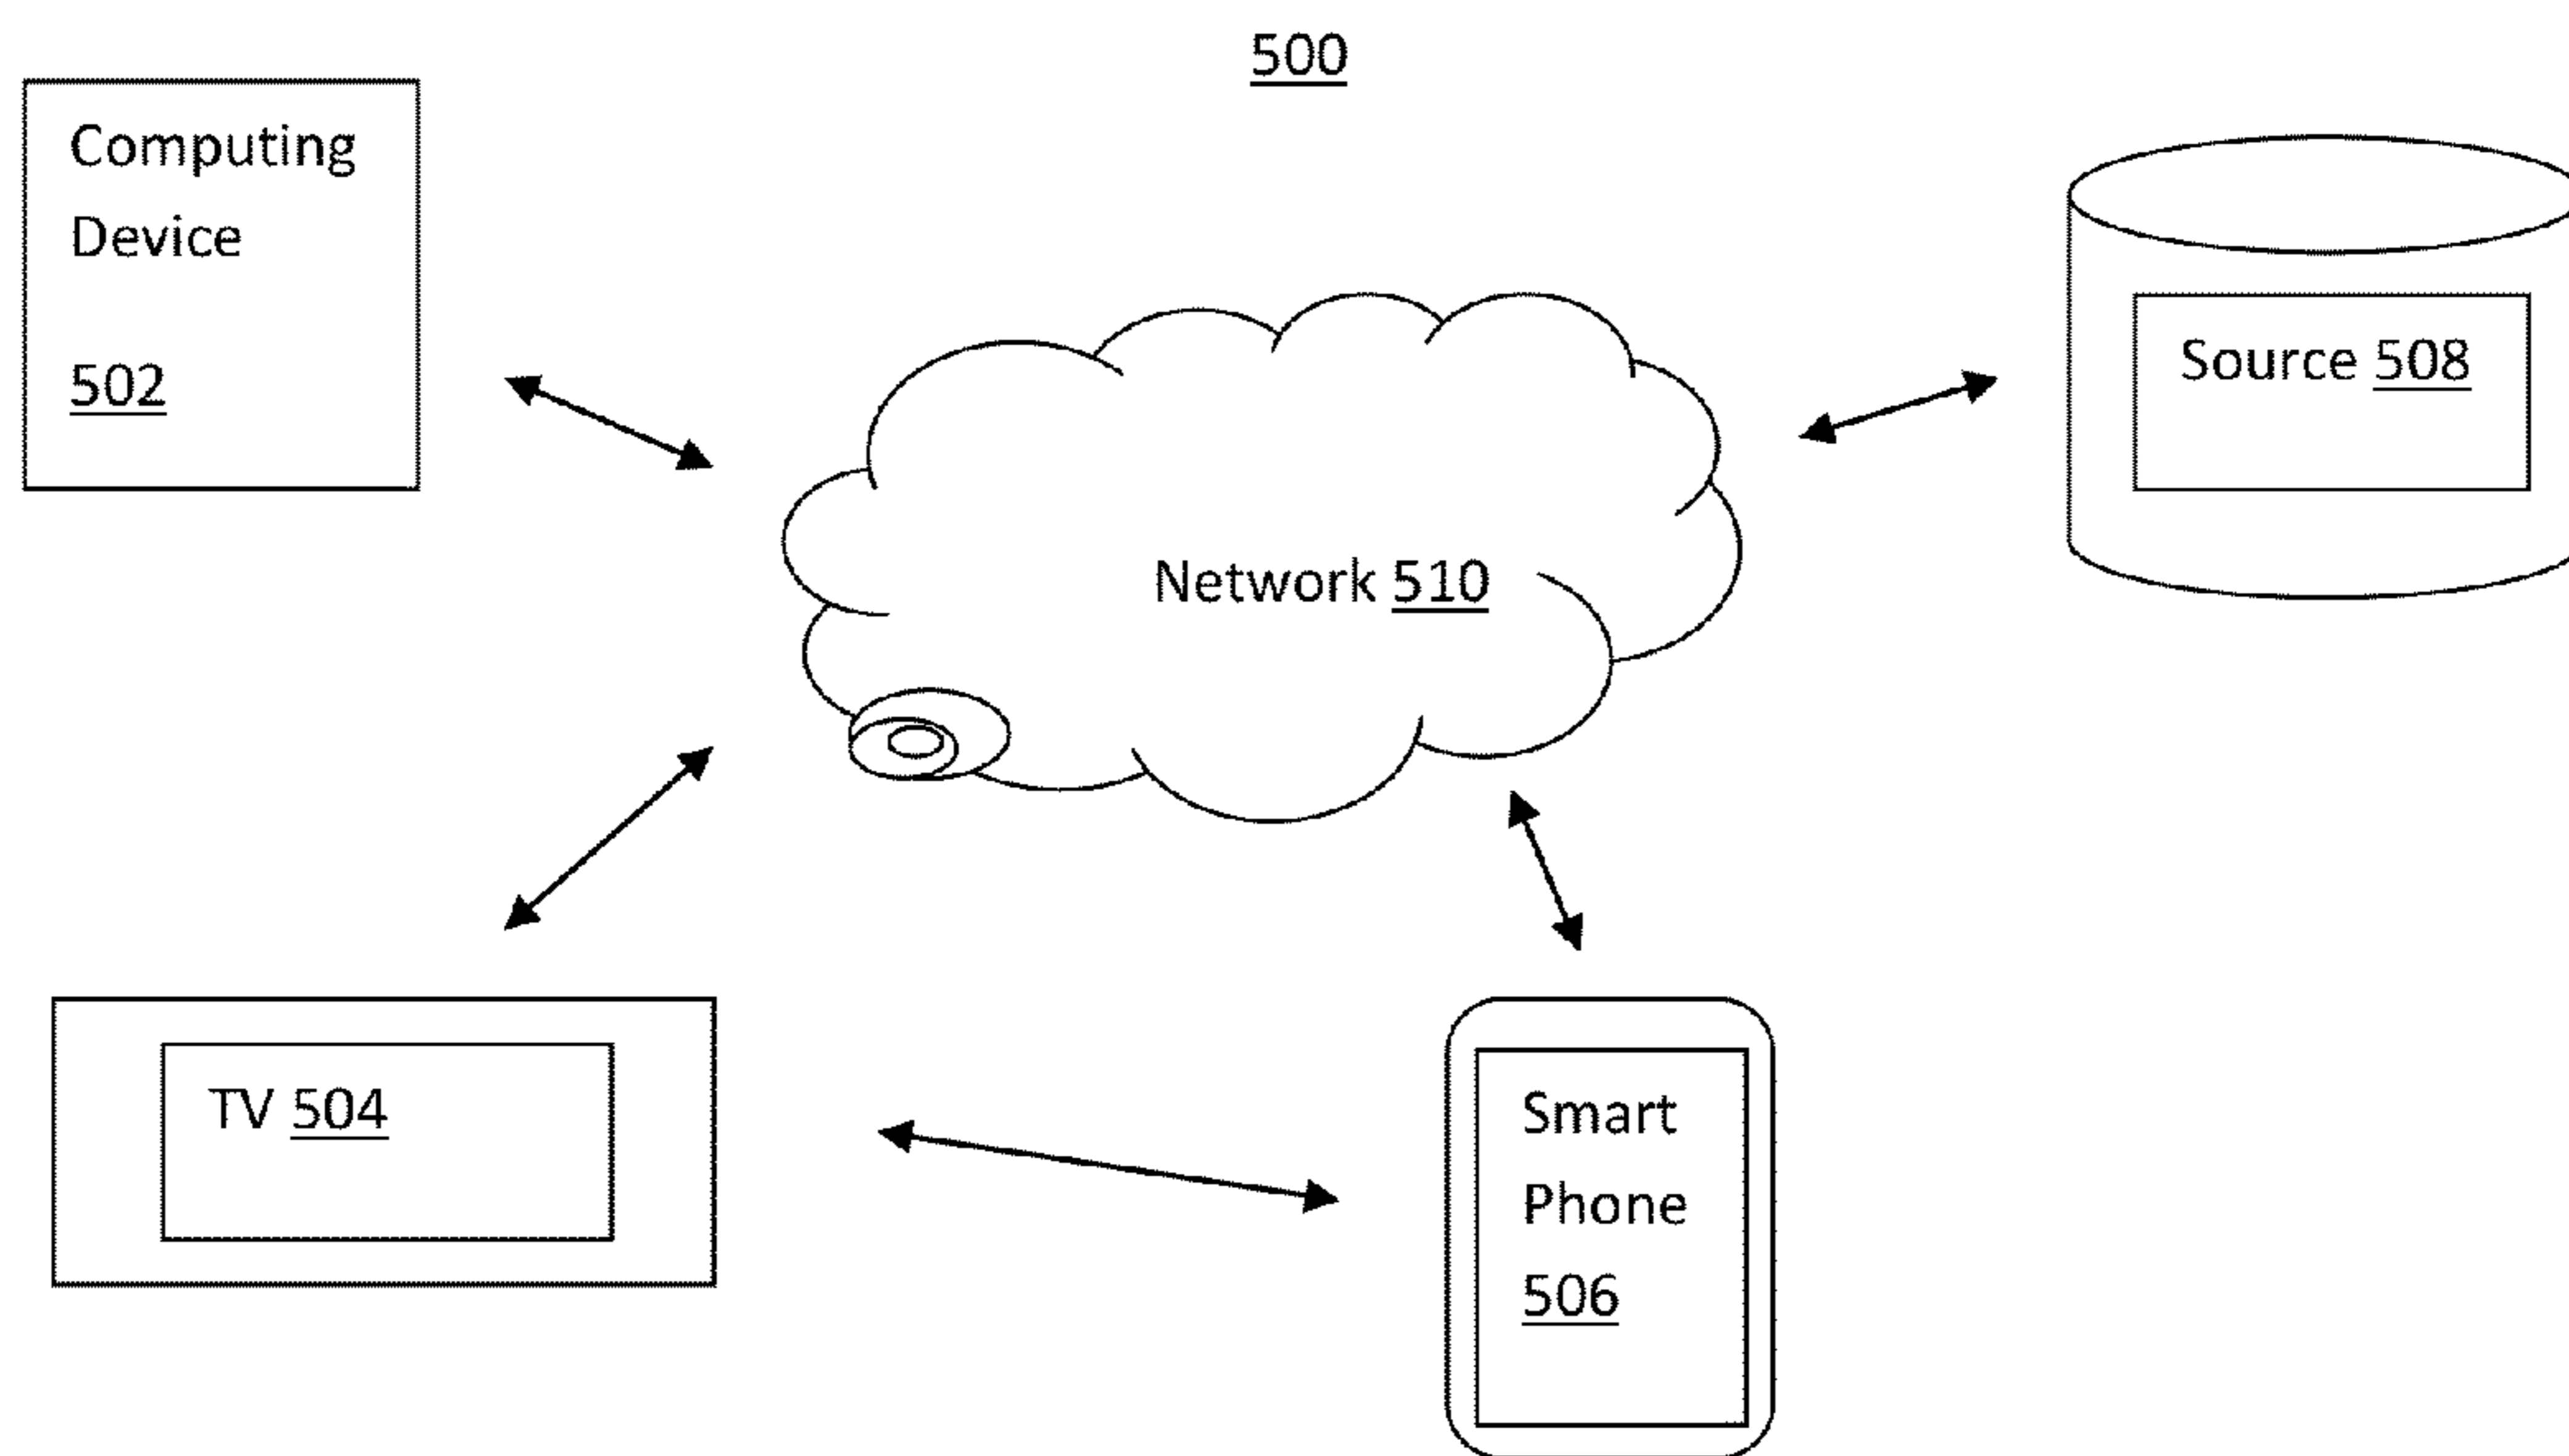 500
Computing
Device
502
Source 508
Network 510
TV 504
Smart
Phone
506